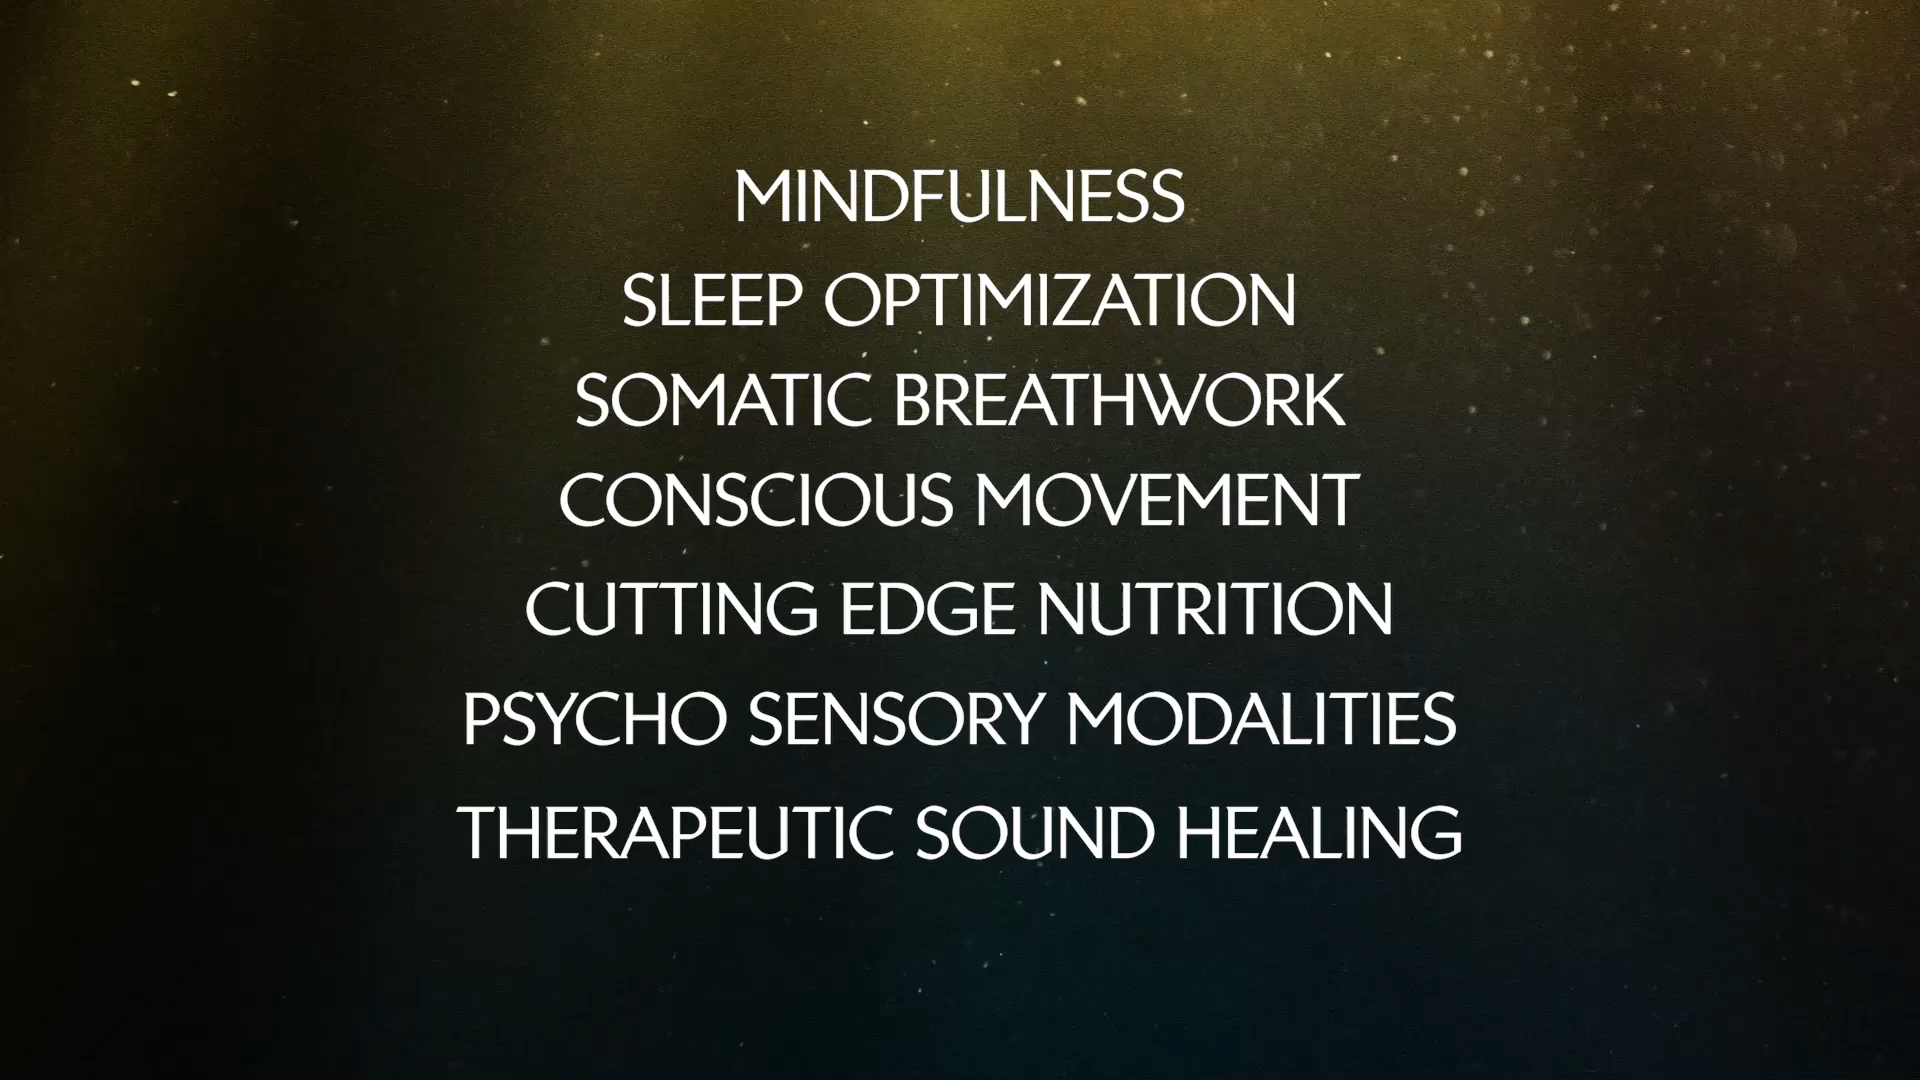 MINDFULNESS
SLEEP OPTIMIZATION
SOMATIC BREATHWORK
CONSCIOUS MOVEMENT
CUTTING EDGE NUTRITION
PSYCHO SENSORY MODALITIES
THERAPEUTIC SOUND HEALING